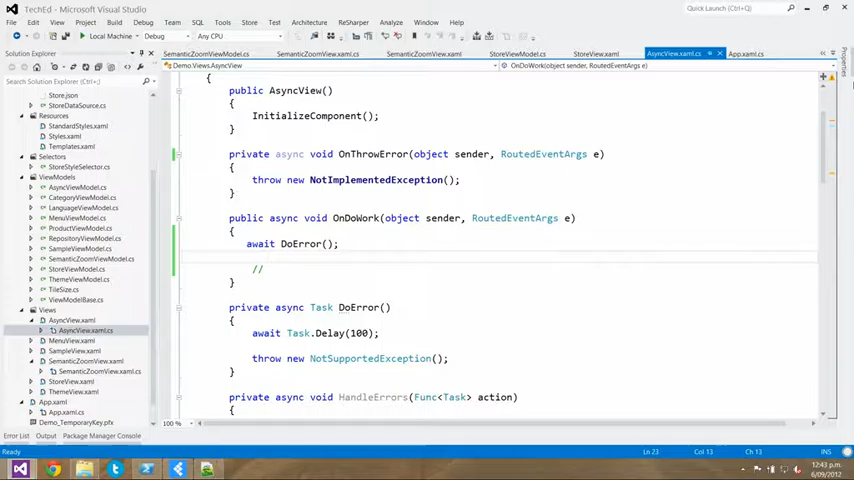 TechEd - Microsoft Visual Studio
Quick Launch (Ctrl+Q)
File Edit View Project Build Debug Team SQL Tools Store Test Architecture ReSharper Analyze Window Help
Local Machine Debug Any CPU
Solution Explorer
SemanticZoomViewModel.cs SemanticZoomView.xaml.cs SemanticZoomView.xaml StoreViewModel.cs StoreView.xaml AsyncView.xaml.cs App.xaml.cs
Properties
Demo.Views.AsyncView
OnDoWork(object sender, RoutedEventArgs e)
Search Solution Explorer (Ctrl+;)
Store.json
StoreDataSource.cs
Resources
StandardStyles.xaml
Styles.xaml
Templates.xaml
Selectors
StoreStyleSelector.cs
ViewModels
AsyncViewModel.cs
CategoryViewModel.cs
GalleryViewModel.cs
MenuViewModel.cs
ProductViewModel.cs
RepositoryViewModel.cs
SampleViewModel.cs
SemanticZoomViewModel.cs
StoreViewModel.cs
ThemeViewModel.cs
TileSize.cs
ViewModelBase.cs
Views
AsyncView.xaml
AsyncView.xaml.cs
MenuView.xaml
SampleView.xaml
SemanticZoomView.xaml
SemanticZoomView.xaml.cs
StoreView.xaml
ThemeView.xaml
App.xaml
App.xaml.cs
Demo_TemporaryKey.pfx
{
public AsyncView()
{
InitializeComponent();
}
private async void OnThrowError(object sender, RoutedEventArgs e)
{
throw new NotImplementedException();
}
public async void OnDoWork(object sender, RoutedEventArgs e)
{
await DoError();
//
}
private async Task DoError()
{
await Task.Delay(100);
throw new NotSupportedException();
}
private async void HandleErrors(Func<Task> action)
{
100 %
Error List Output Package Manager Console
Ready Ln 23 Col 13 Ch 13 INS
12:43 p.m.
6/09/2012